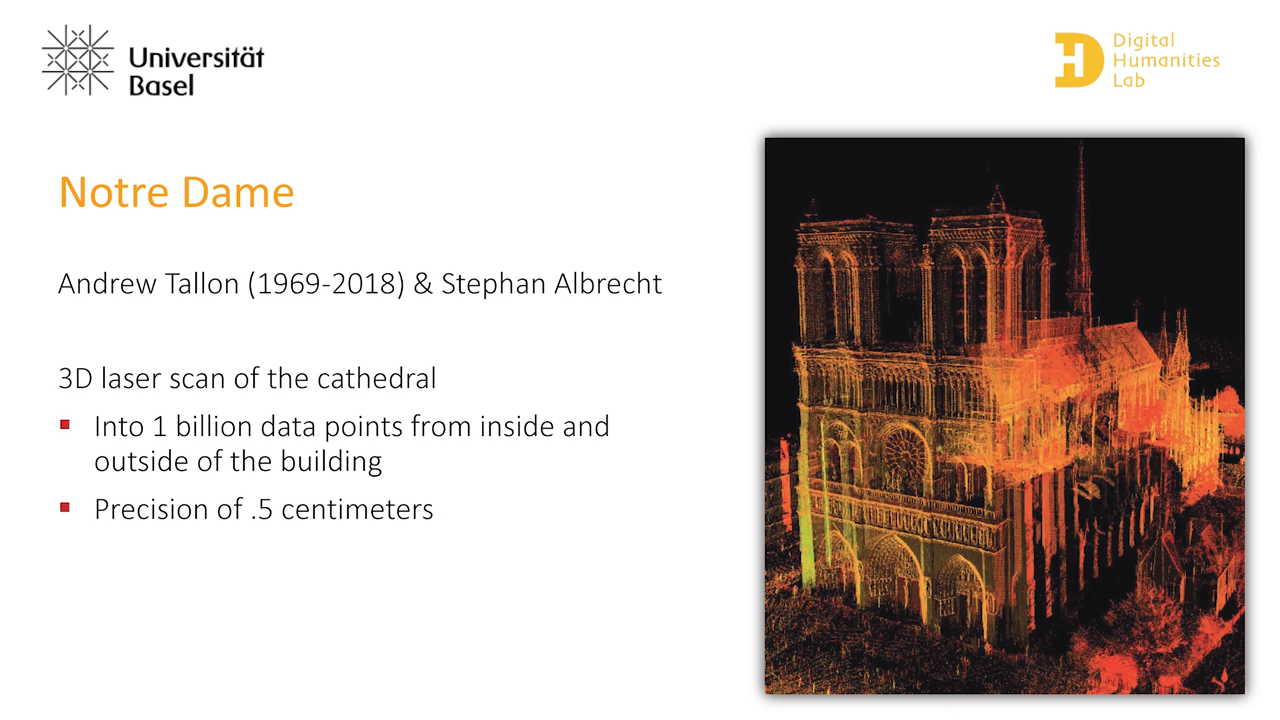 Universität
Basel
Digital
Humanities
Lab
Notre Dame
Andrew Tallon (1969-2018) & Stephan Albrecht
3D laser scan of the cathedral
Into 1 billion data points from inside and
outside of the building
Precision of .5 centimeters